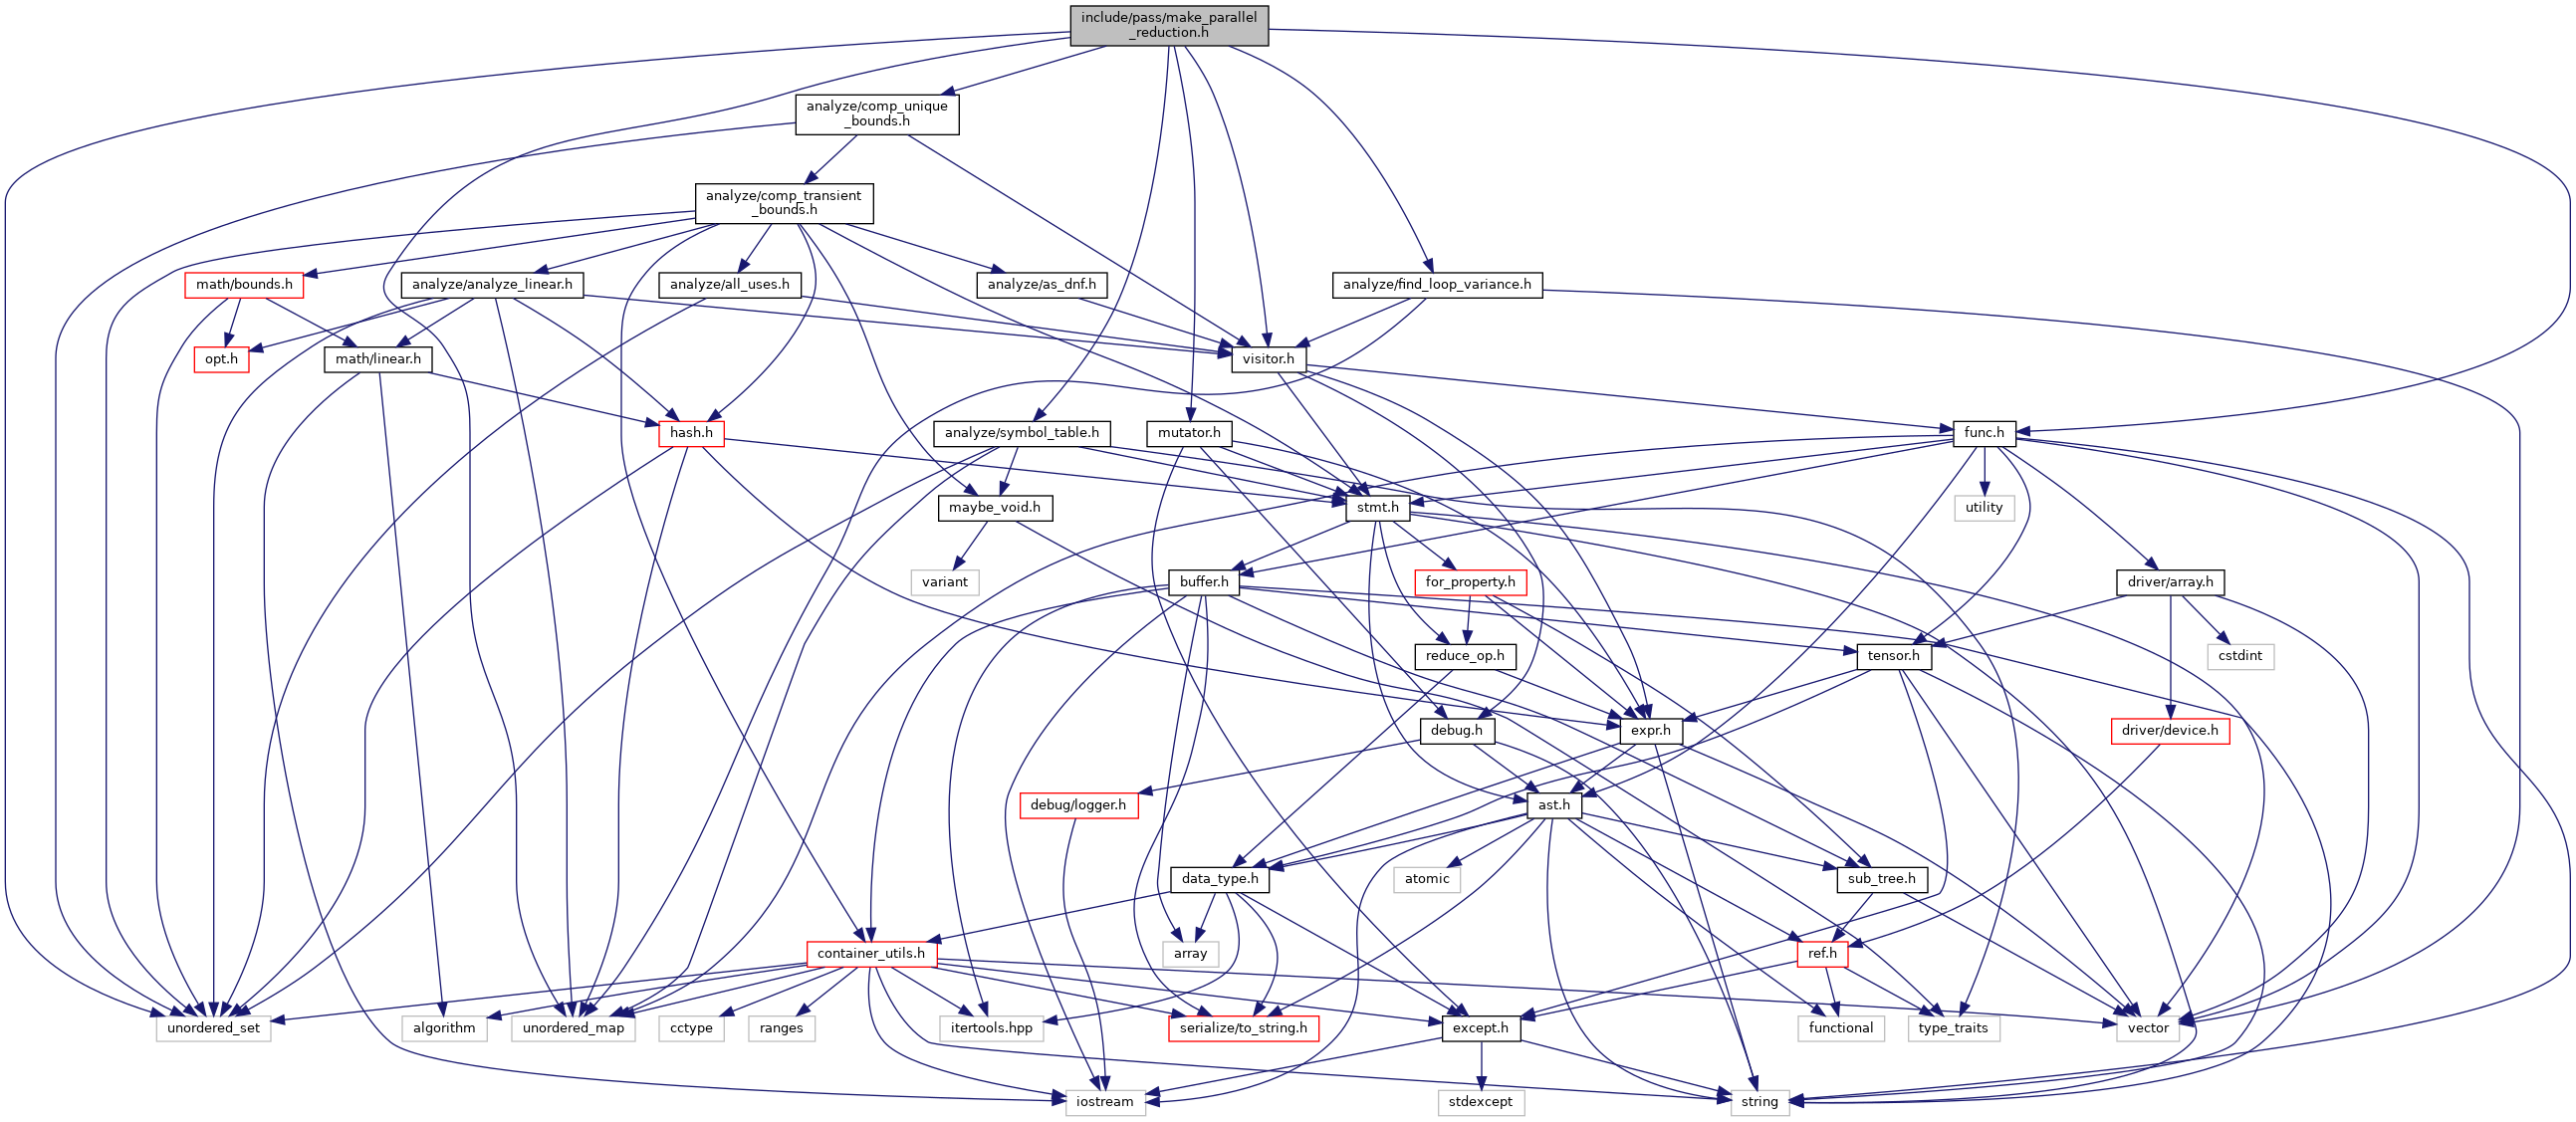 include/pass/make_parallel
_reduction.h
analyze/comp_unique
_bounds.h
analyze/comp_transient
_bounds.h
math/bounds.h
analyze/analyze_linear.h
analyze/all_uses.h
analyze/as_dnf.h
analyze/find_loop_variance.h
opt.h
math/linear.h
visitor.h
hash.h
analyze/symbol_table.h
mutator.h
func.h
maybe_void.h
stmt.h
utility
variant
buffer.h
for_property.h
driver/array.h
reduce_op.h
tensor.h
cstdint
debug.h
expr.h
driver/device.h
debug/logger.h
ast.h
data_type.h
atomic
sub_tree.h
container_utils.h
array
ref.h
unordered_set
algorithm
unordered_map
cctype
ranges
itertools.hpp
serialize/to_string.h
except.h
functional
type_traits
vector
iostream
stdexcept
string